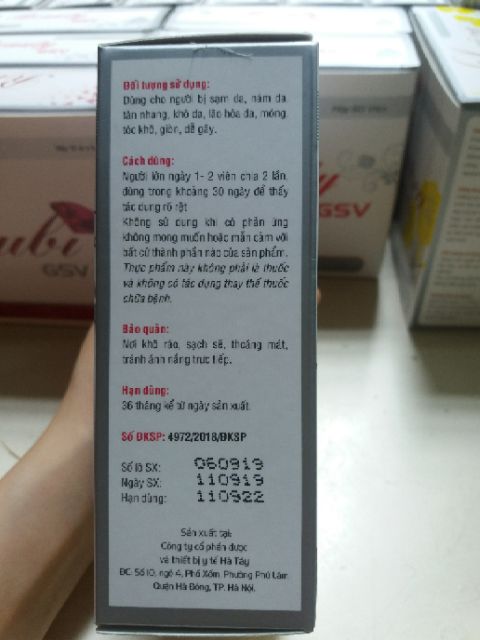 Đối tượng sử dụng:
Dùng cho người bị sạm da, nám da
tàn nhang, khô da, lão hóa da, móng,
tóc khô, giòn, dễ gãy.
Cách dùng:
Người lớn ngày 1- 2 viên chia 2 lần,
dùng trong khoảng 30 ngày để thấy
tác dụng rõ rệt
Không sử dụng khi có phản ứng
không mong muốn hoặc mẫn cảm với
bất cứ thành phần nào của sản phẩm.
Thực phẩm này không phải là thuốc
và không có tác dụng thay thế thuốc
chữa bệnh.
Bảo quản:
Nơi khô ráo, sạch sẽ, thoáng mát,
tránh ánh nắng trực tiếp.
Hạn dùng:
36 tháng kể từ ngày sản xuất
Số ĐKSP: 4972/2018/ĐKSP
Số lô SX: 060919
Ngày SX: 110919
Hạn dùng: 110922
Sản xuất tại:
Công ty cổ phần dược
và thiết bị y tế Hà Tây
ĐC: Số 10, ngõ 4, Phố Xốm, Phường Phú Lãm
Quận Hà Đông, TP. Hà Nội.
ubi
GSV
GSV